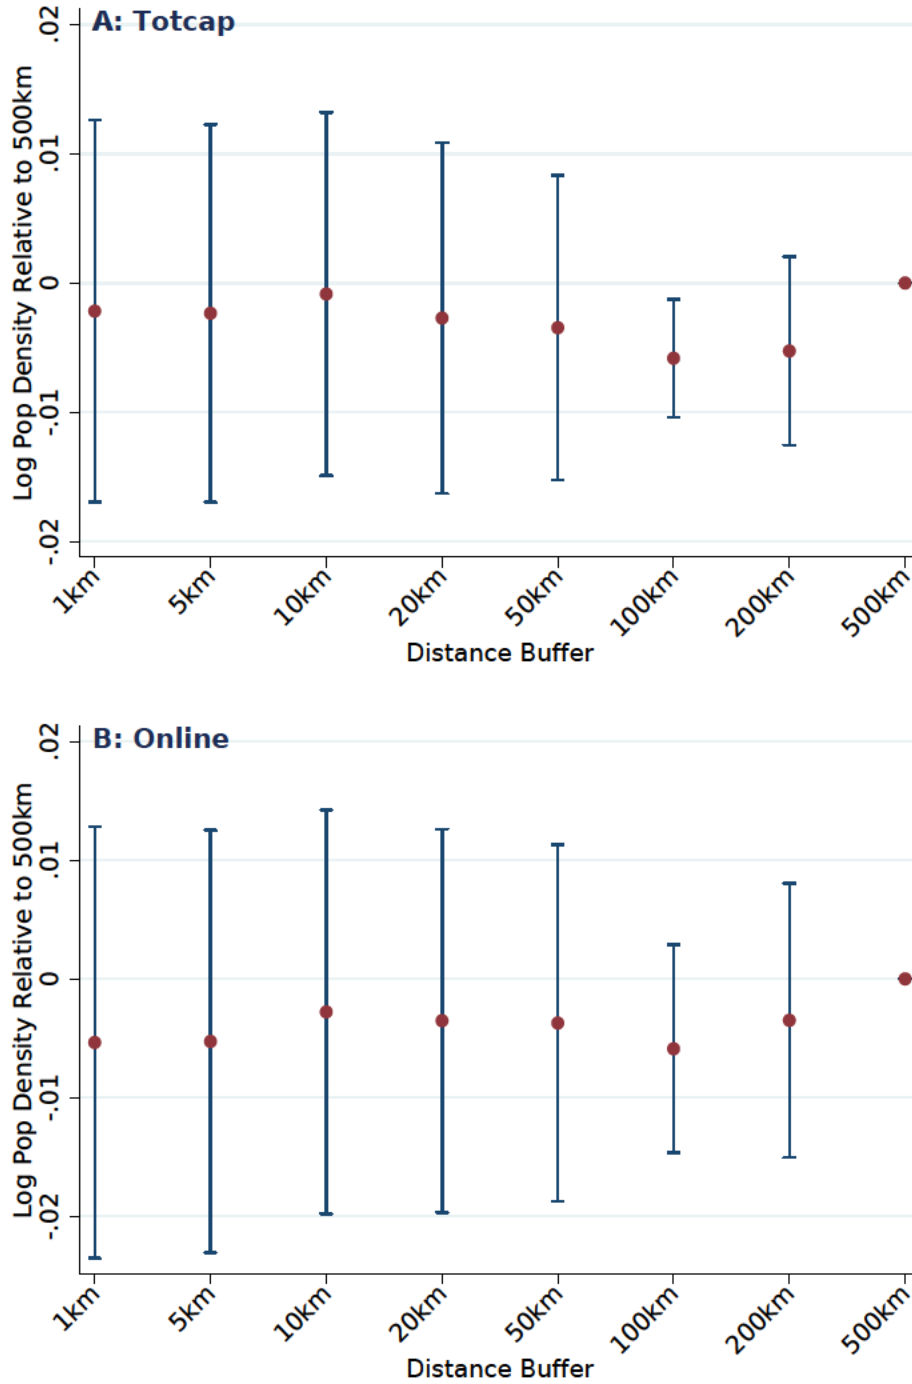 A: Totcap
Log Pop Density Relative to 500km
.02
.01
0
-.01
-.02
1km
5km
10km
20km
50km
100km
200km
500km
Distance Buffer
B: Online
Log Pop Density Relative to 500km
.02
.01
0
-.01
-.02
1km
5km
10km
20km
50km
100km
200km
500km
Distance Buffer